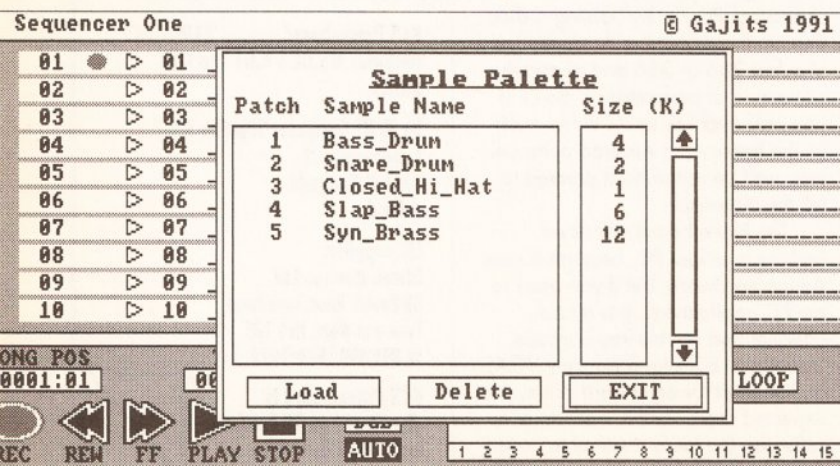 Sequencer One © Gajits 1991
01 01
02 02
03 03
04 04
05 05
06 06
07 07
08 08
09 09
10 10
Sample Palette
Patch Sample Name Size (K)
1 Bass_Drum 4
2 Snare_Drum 2
3 Closed_Hi_Hat 1
4 Slap_Bass 6
5 Syn_Brass 12
Load Delete EXIT
ONG POS
0001:01 00
LOOP
REC REW FF PLAY STOP
AUTO
1 2 3 4 5 6 7 8 9 10 11 12 13 14 15